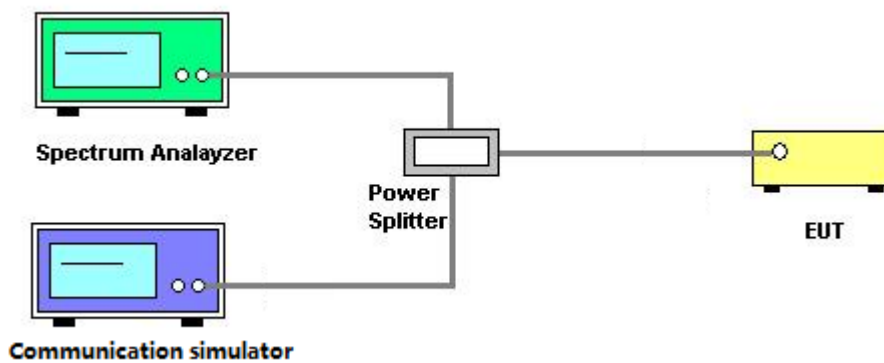 Spectrum Analayzer
Power
Splitter
EUT
Communication simulator